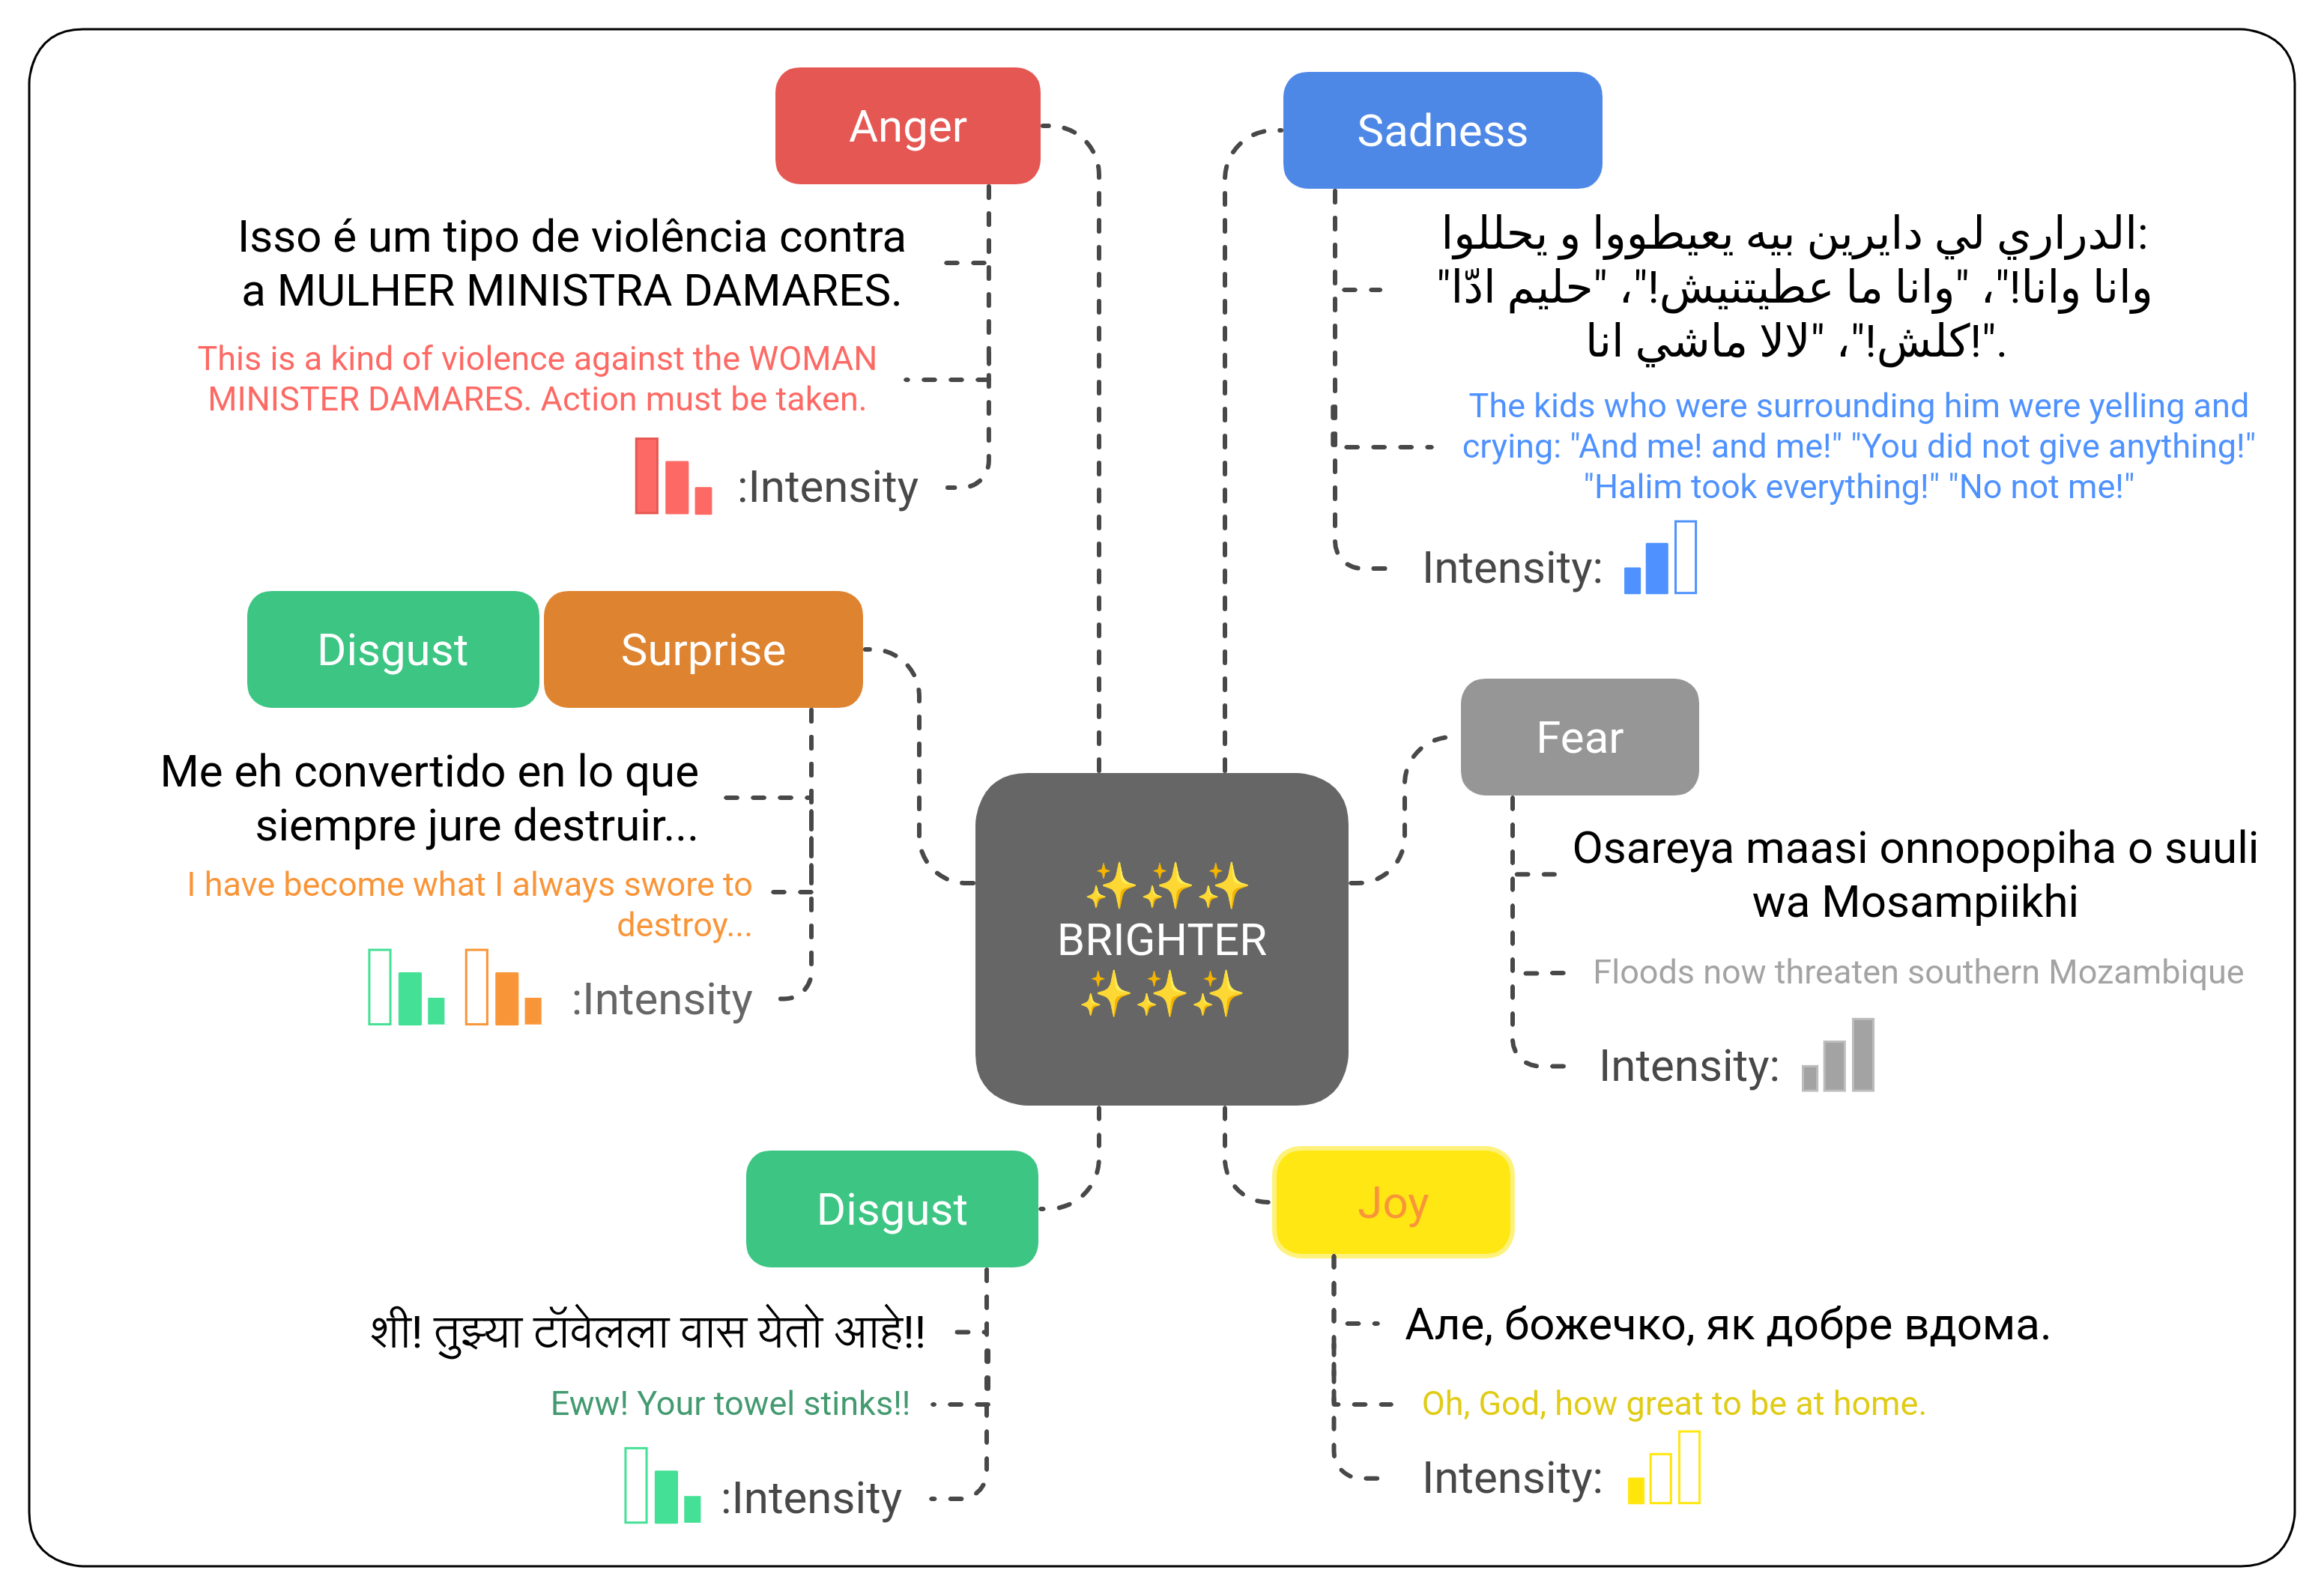 Anger
Isso é um tipo de violência contra
a MULHER MINISTRA DAMARES.
This is a kind of violence against the WOMAN
MINISTER DAMARES. Action must be taken.
:Intensity
Sadness
الدراري لي دايرين بيه يعيطووا و يحللوا:
"وانا وانا!"، "وانا ما عطيتنيش!"، "حليم ادّا
كلش!"، "لالا ماشي انا!".
The kids who were surrounding him were yelling and
crying: "And me! and me!" "You did not give anything!"
"Halim took everything!" "No not me!"
Intensity:
Disgust
Surprise
Me eh convertido en lo que
siempre jure destruir...
I have become what I always swore to
destroy...
:Intensity
Fear
Osareya maasi onnopopiha o suuli
wa Mosampiikhi
Floods now threaten southern Mozambique
Intensity:
✨✨✨
BRIGHTER
✨✨✨
Disgust
शी! तुझ्या टॉवेलला वास येतो आहे!!
Eww! Your towel stinks!!
:Intensity
Joy
Але, божечко, як добре вдома.
Oh, God, how great to be at home.
Intensity: